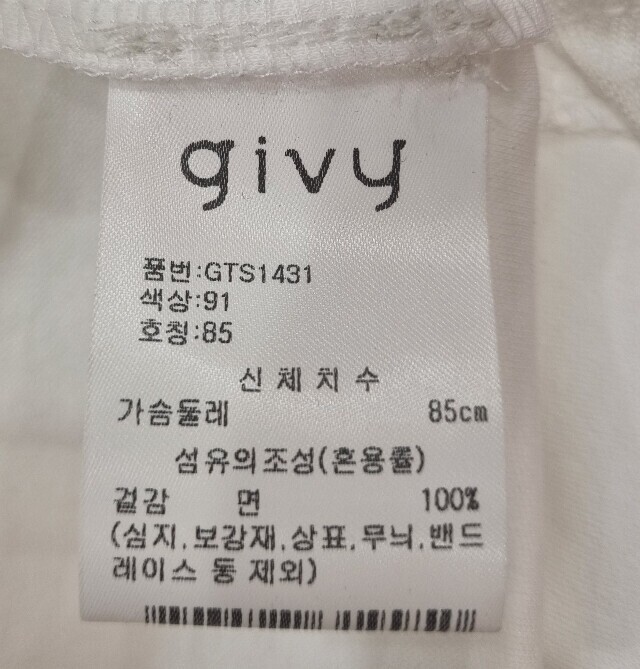 givy
품번:GTS1431
색상:91
호칭:85
신체치수
가슴둘레 85cm
섬유의조성(혼용률)
겉감 면 100%
(심지.보강재.상표.무늬.밴드
레이스 등 제외)